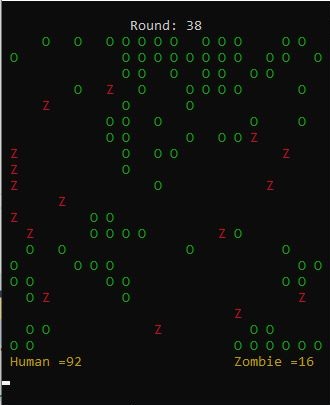 Round: 38
O O O O O O O O O O O O
O O O O O O O O O O O O
O O O O O O O
O Z O O O O O O
Z O O
O O O O O
O O O O O Z
Z O O O Z
Z O
Z O Z
Z
Z O O
Z O O O O Z O
O O O O
O O O O O O
O O O O O
O Z O Z
Z
O O Z O O
O O O O O O O O
Human =92 Zombie =16